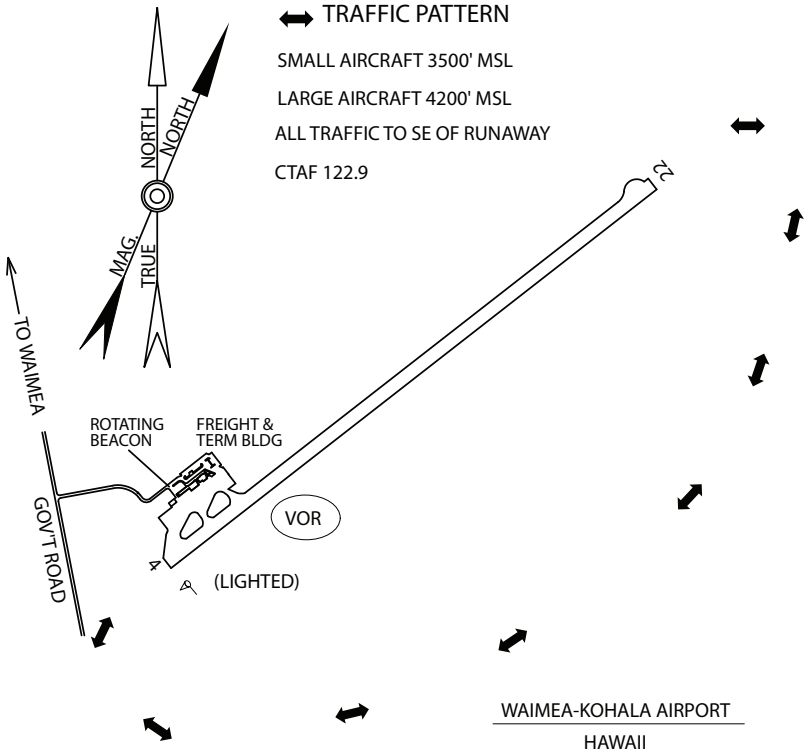 TRAFFIC PATTERN
SMALL AIRCRAFT 3500' MSL
LARGE AIRCRAFT 4200' MSL
ALL TRAFFIC TO SE OF RUNAWAY
CTAF 122.9
NORTH
NORTH
MAG.
TRUE
22
TO WAIMEA
ROTATING
BEACON
FREIGHT &
TERM BLDG
GOV'T ROAD
VOR
4
(LIGHTED)
WAIMEA-KOHALA AIRPORT
HAWAII